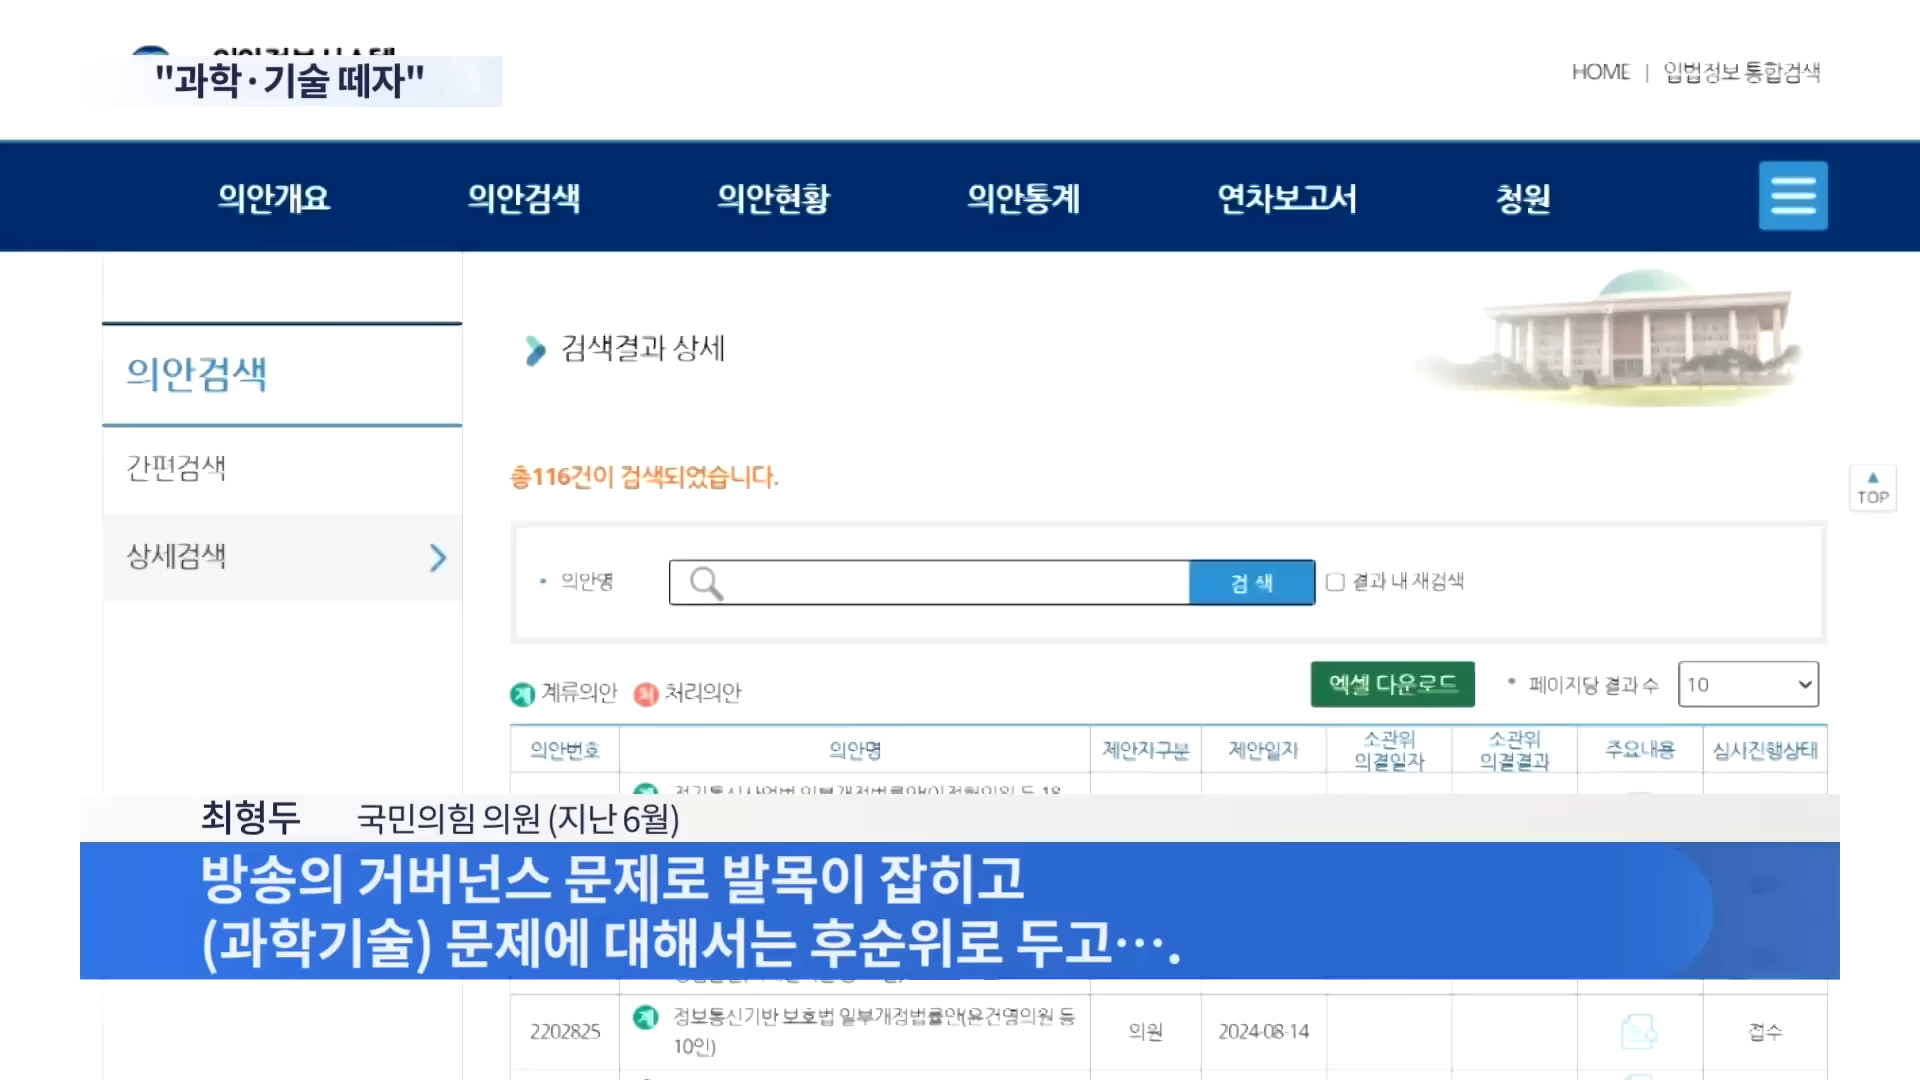 "과학·기술 떼자"
HOME | 입법정보 통합검색
의안개요 의안검색 의안현황 의안통계 연차보고서 청원
의안검색
간편검색
상세검색
검색결과 상세
총116건이 검색되었습니다.
TOP
의안명 검 색 결과 내 재검색
계 계류의안 처 처리의안 엑셀 다운로드 페이지당 결과 수 10
의안번호 의안명 제안자구분 제안일자 소관위 의결일자 소관위 의결결과 주요내용 심사진행상태
최형두 국민의힘 의원 (지난 6월)
방송의 거버넌스 문제로 발목이 잡히고
(과학기술) 문제에 대해서는 후순위로 두고….
2202825 계 정보통신기반 보호법 일부개정법률안(윤건영의원 등 10인) 의원 2024-08-14 접수